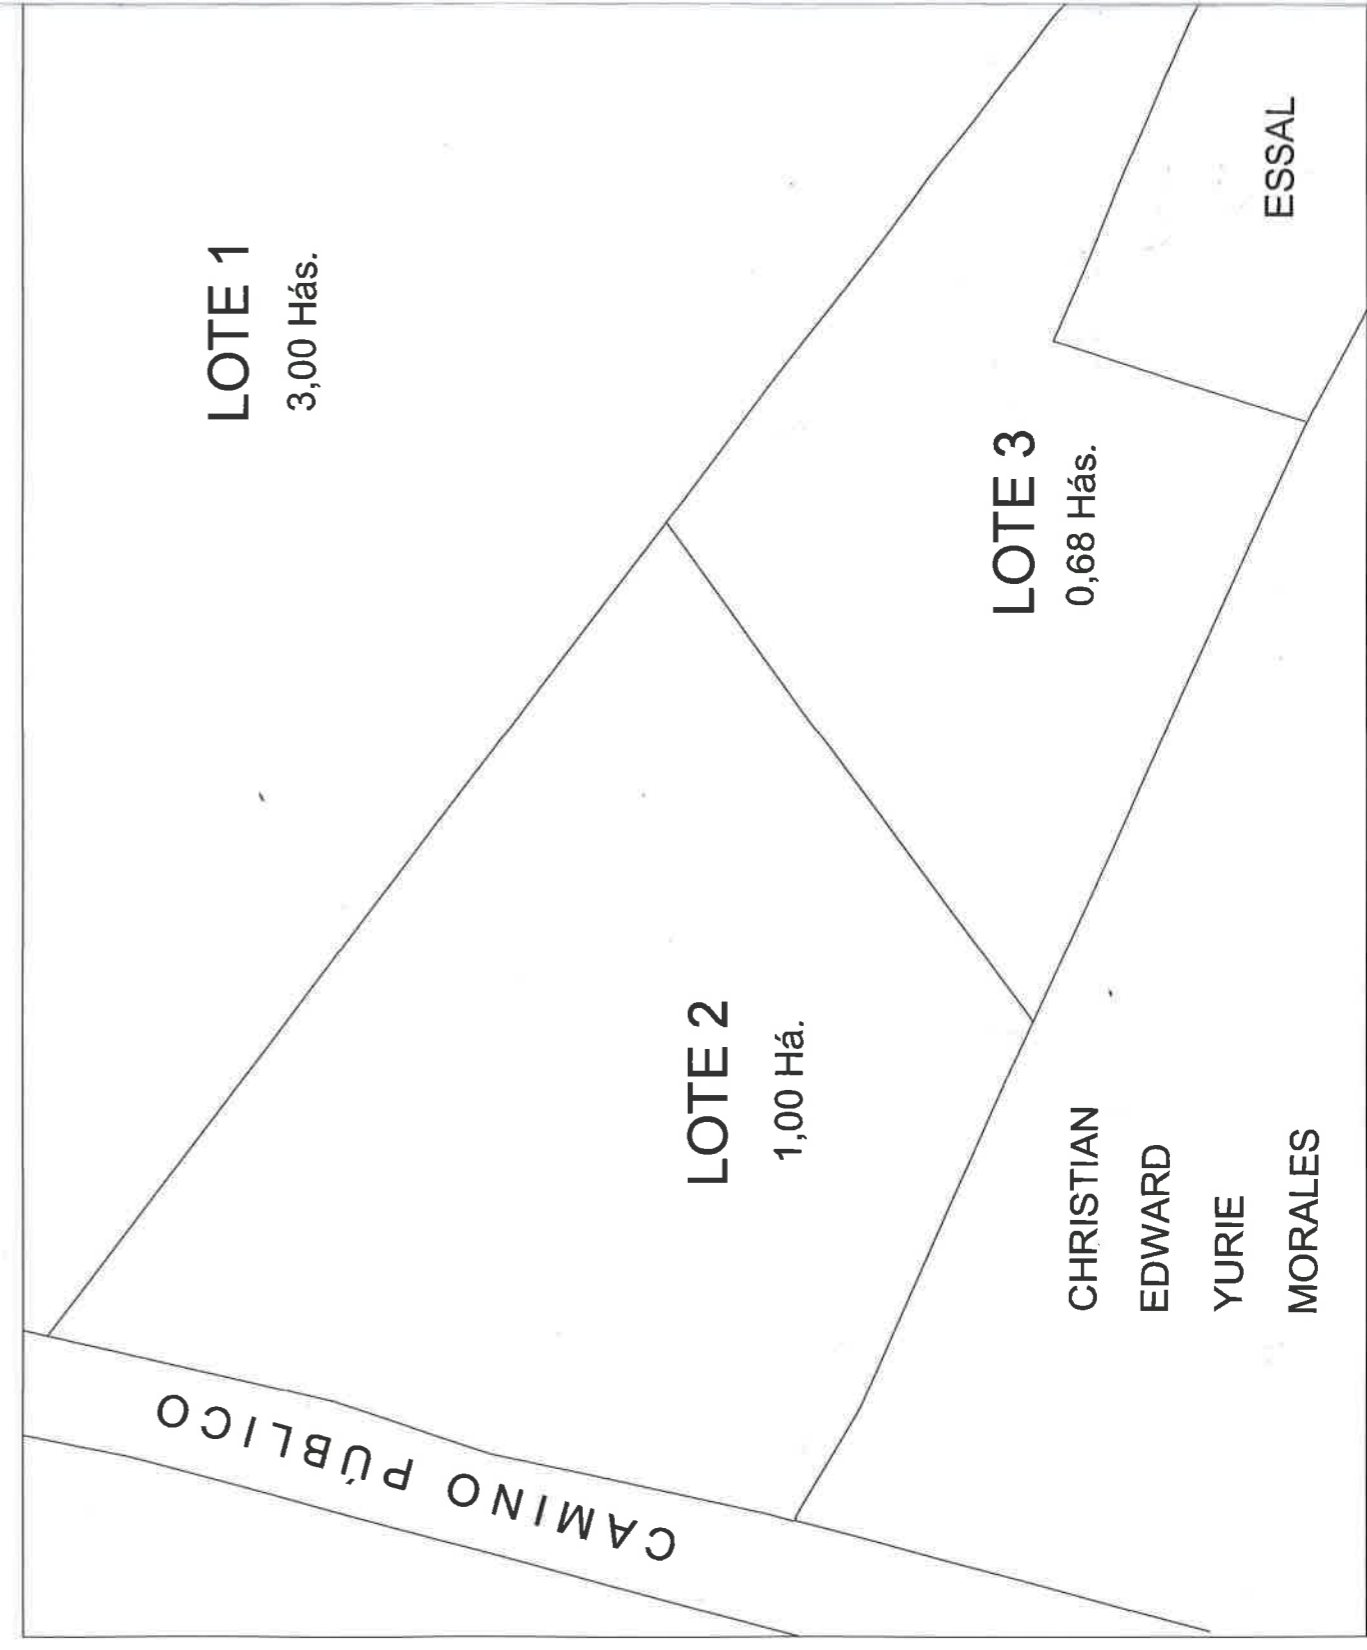 LOTE 1
3,00 Hás.
LOTE 2
1,00 Há.
LOTE 3
0,68 Hás.
ESSAL
CAMINO PÚBLICO
CHRISTIAN
EDWARD
YURIE
MORALES